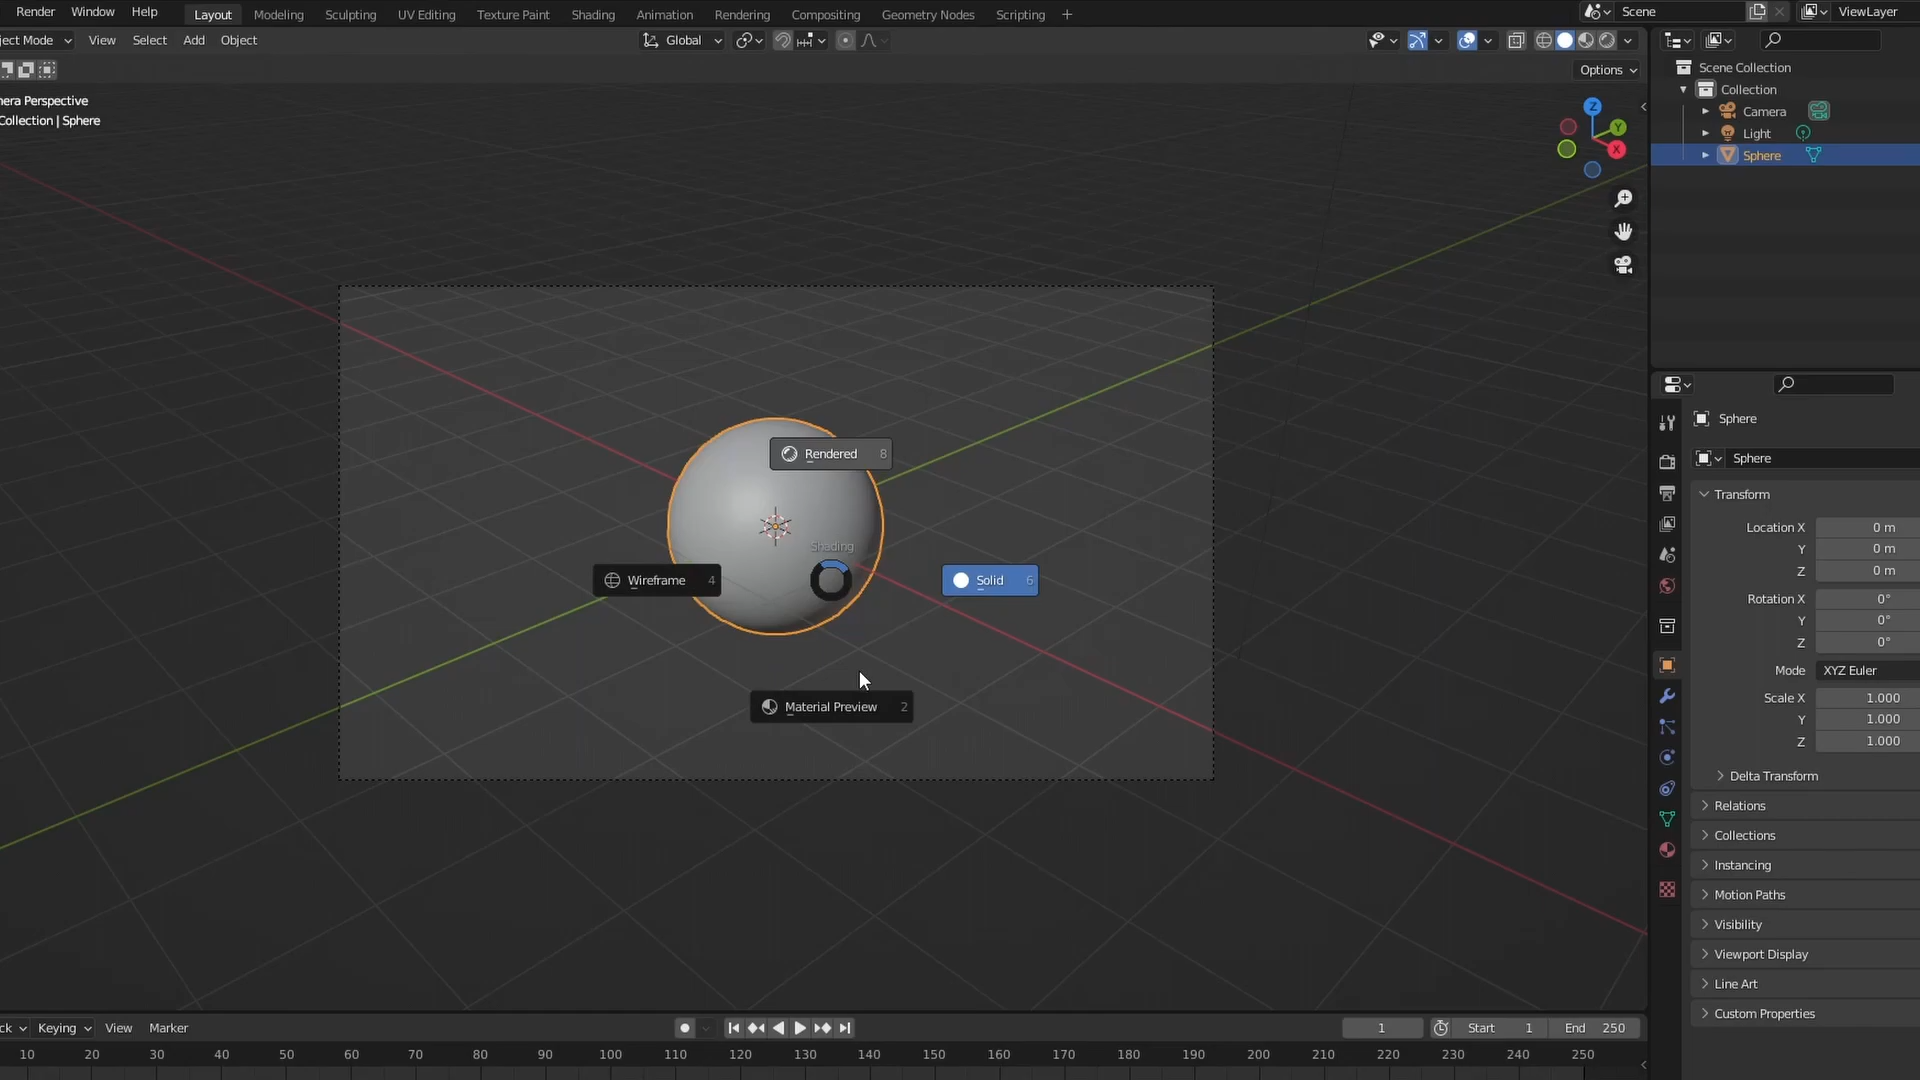 Render Window Help Layout Modeling Sculpting UV Editing Texture Paint Shading Animation Rendering Compositing Geometry Nodes Scripting + Scene ViewLayer
ject Mode View Select Add Object Global
Options
nera Perspective
Collection | Sphere
Z
Y
X
Scene Collection
Collection
Camera
Light
Sphere
Rendered 8
Shading
Wireframe 4
Solid 6
Material Preview 2
Sphere
Sphere
Transform
Location X 0 m
Y 0 m
Z 0 m
Rotation X 0°
Y 0°
Z 0°
Mode XYZ Euler
Scale X 1.000
Y 1.000
Z 1.000
Delta Transform
Relations
Collections
Instancing
Motion Paths
Visibility
Viewport Display
Line Art
Custom Properties
ck Keying View Marker 1 Start 1 End 250
10 20 30 40 50 60 70 80 90 100 110 120 130 140 150 160 170 180 190 200 210 220 230 240 250